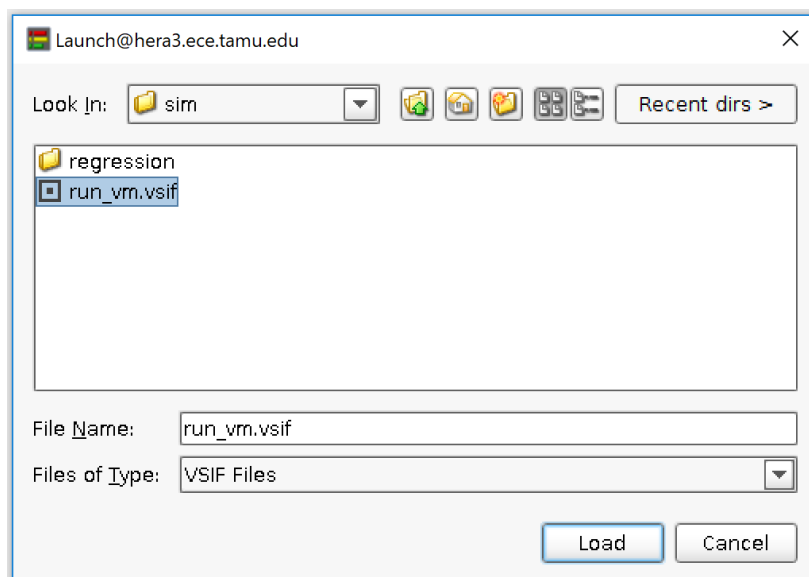 Launch@hera3.ece.tamu.edu
Look In: sim Recent dirs >
regression
run_vm.vsif
File Name: run_vm.vsif
Files of Type: VSIF Files
Load Cancel